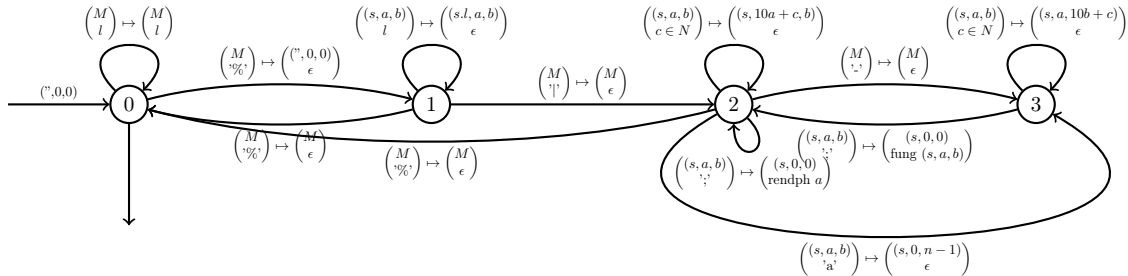 (M l) ↦ (M l)
((s, a, b) l) ↦ ((s.l, a, b) ϵ)
((s, a, b) c ∈ N) ↦ ((s, 10a + c, b) ϵ)
((s, a, b) c ∈ N) ↦ ((s, a, 10b + c) ϵ)
(M '%') ↦ ((”, 0, 0) ϵ)
(M '|') ↦ (M ϵ)
(M '-') ↦ (M ϵ)
(”,0,0)
0
1
2
3
(M '%') ↦ (M ϵ)
(M '%') ↦ (M ϵ)
((s, a, b) ';') ↦ ((s, 0, 0) rendph a)
((s, a, b) ';') ↦ ((s, 0, 0) fung (s, a, b))
((s, a, b) 'a') ↦ ((s, 0, n − 1) ϵ)